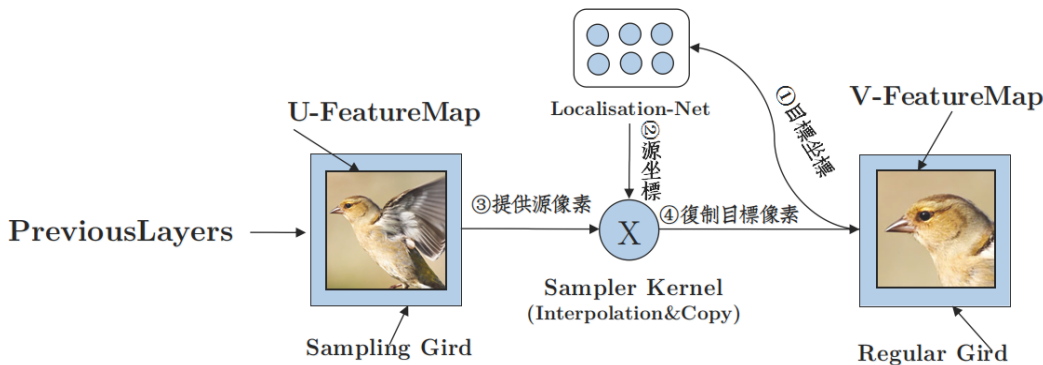 Localisation-Net
U-FeatureMap
V-FeatureMap
①目標坐標
②源坐標
PreviousLayers
③提供源像素
X
④復制目標像素
Sampler Kernel
(Interpolation&Copy)
Sampling Gird
Regular Gird